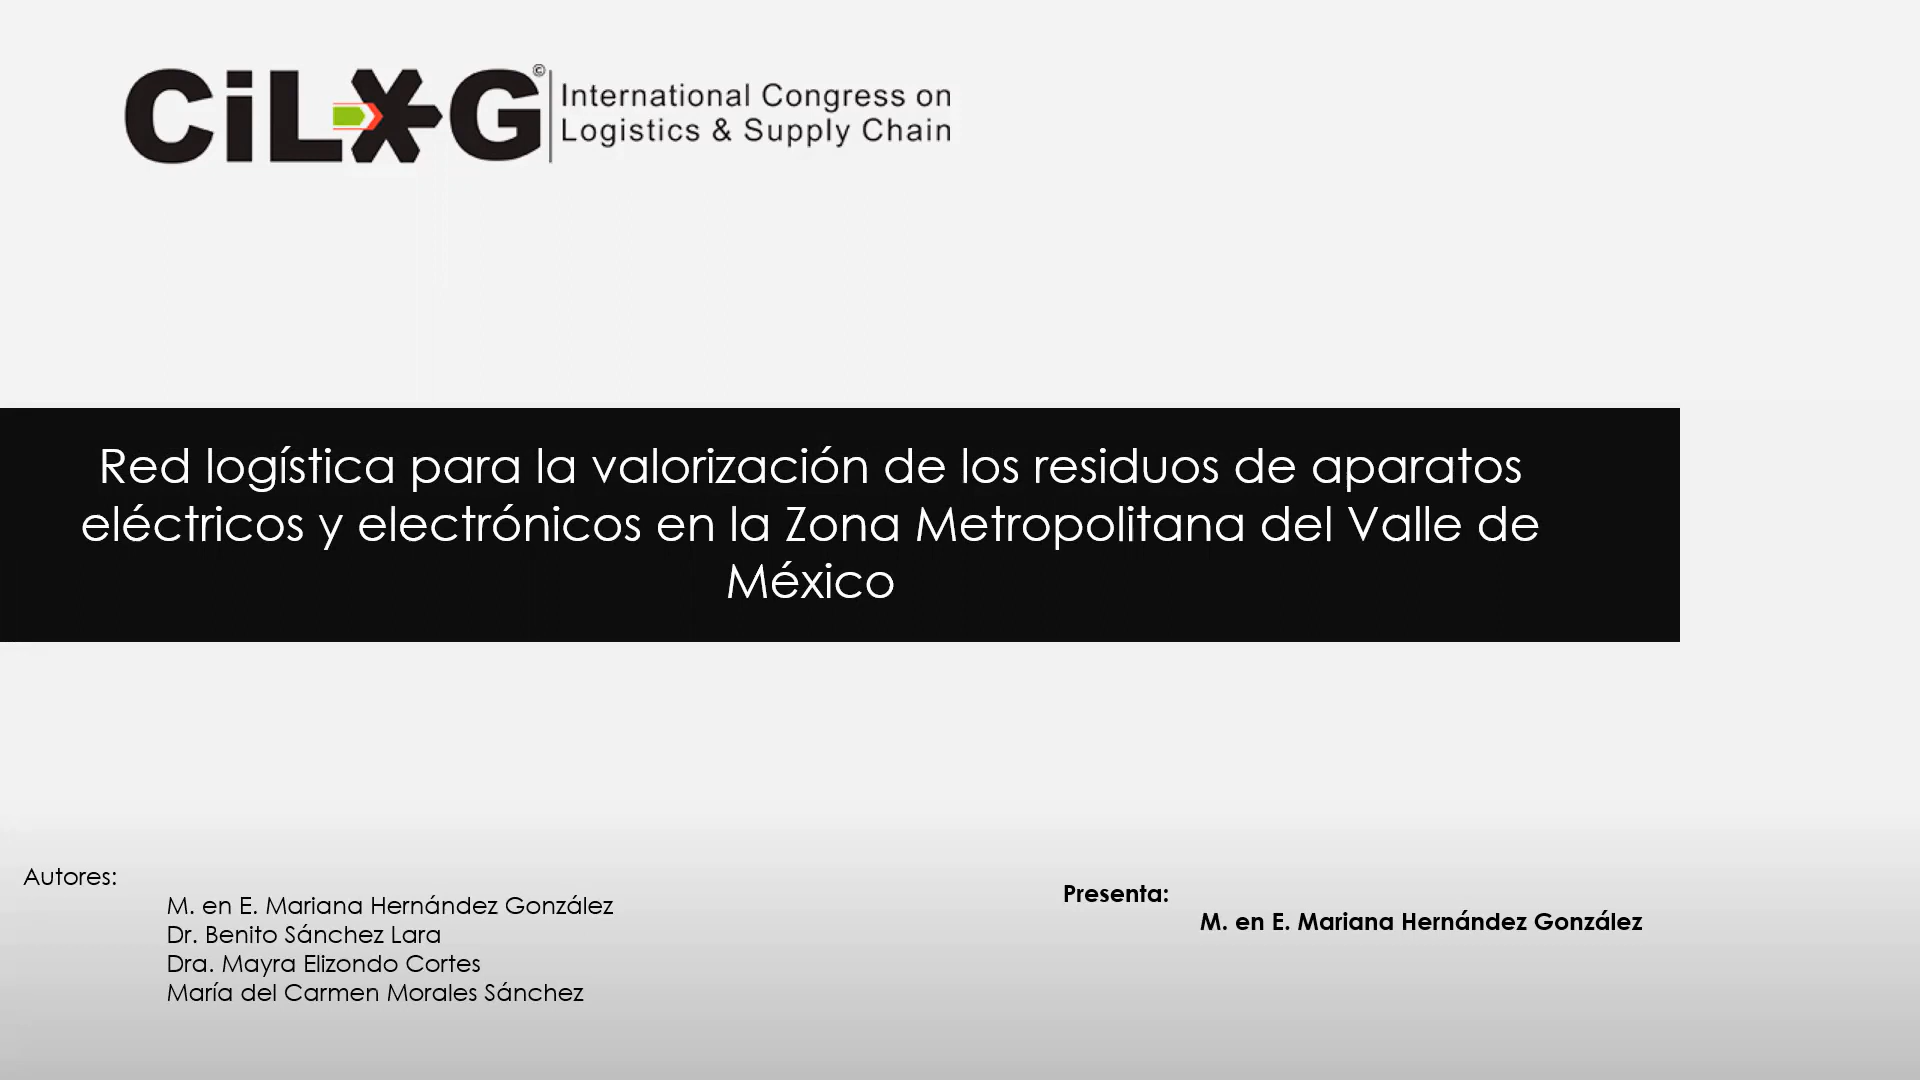 CiL*G©
International Congress on
Logistics & Supply Chain
Red logística para la valorización de los residuos de aparatos
eléctricos y electrónicos en la Zona Metropolitana del Valle de
México
Autores:
M. en E. Mariana Hernández González
Dr. Benito Sánchez Lara
Dra. Mayra Elizondo Cortes
María del Carmen Morales Sánchez
Presenta:
M. en E. Mariana Hernández González